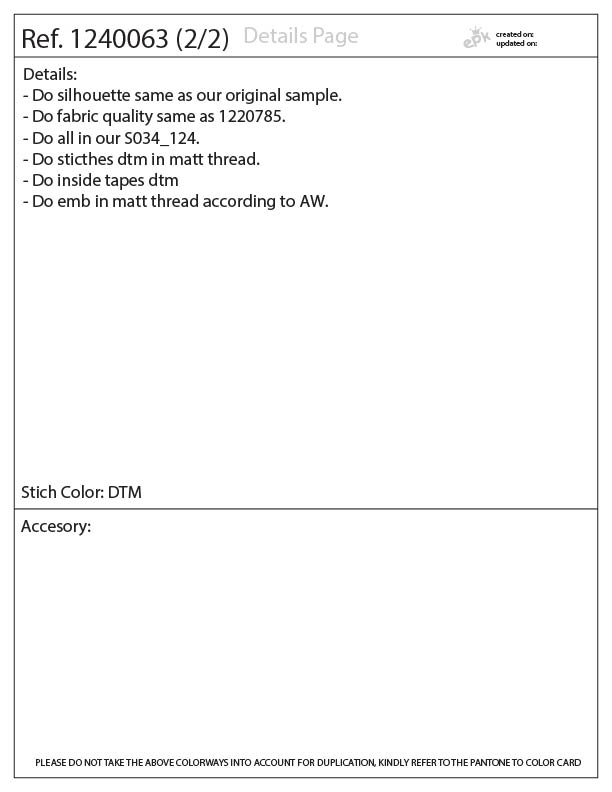 Ref. 1240063 (2/2) Details Page
epk
created on:
updated on:
Details:
- Do silhouette same as our original sample.
- Do fabric quality same as 1220785.
- Do all in our S034_124.
- Do sticthes dtm in matt thread.
- Do inside tapes dtm
- Do emb in matt thread according to AW.
Stich Color: DTM
Accesory:
PLEASE DO NOT TAKE THE ABOVE COLORWAYS INTO ACCOUNT FOR DUPLICATION, KINDLY REFER TO THE PANTONE TO COLOR CARD